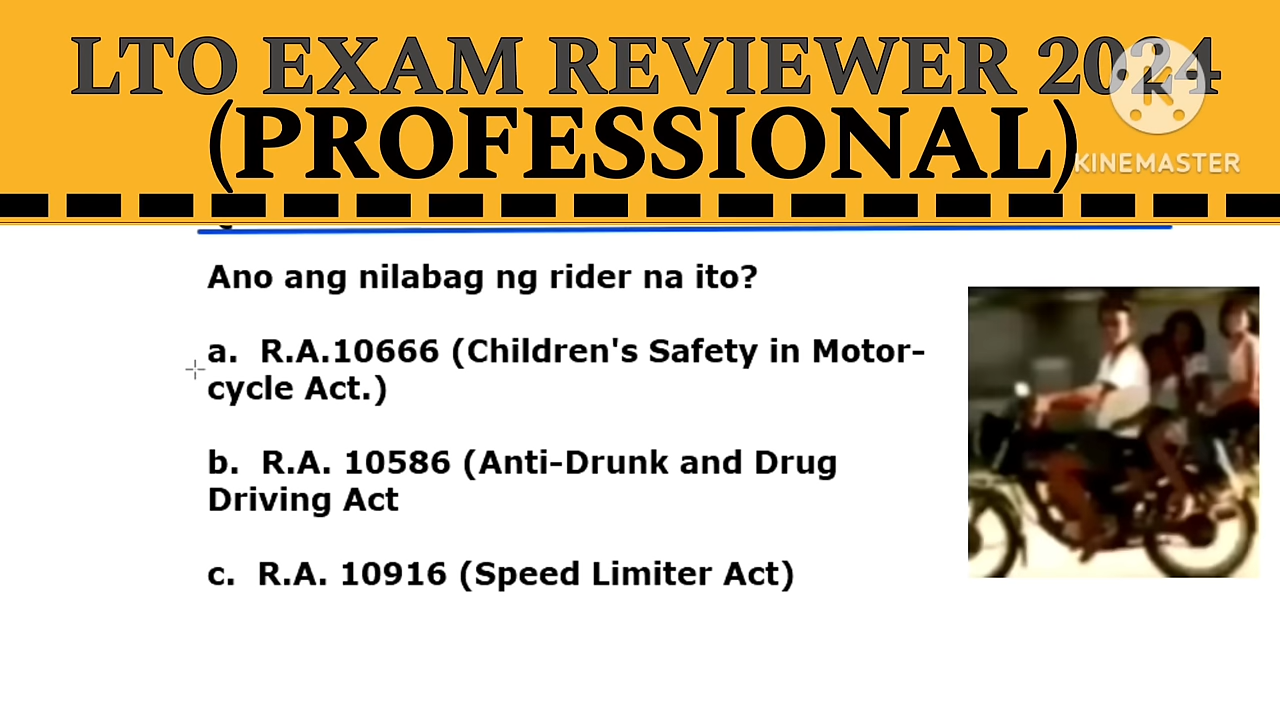 LTO EXAM REVIEWER 2024
(PROFESSIONAL)
KINEMASTER
Ano ang nilabag ng rider na ito?
a. R.A.10666 (Children's Safety in Motor-
cycle Act.)
b. R.A. 10586 (Anti-Drunk and Drug
Driving Act
c. R.A. 10916 (Speed Limiter Act)